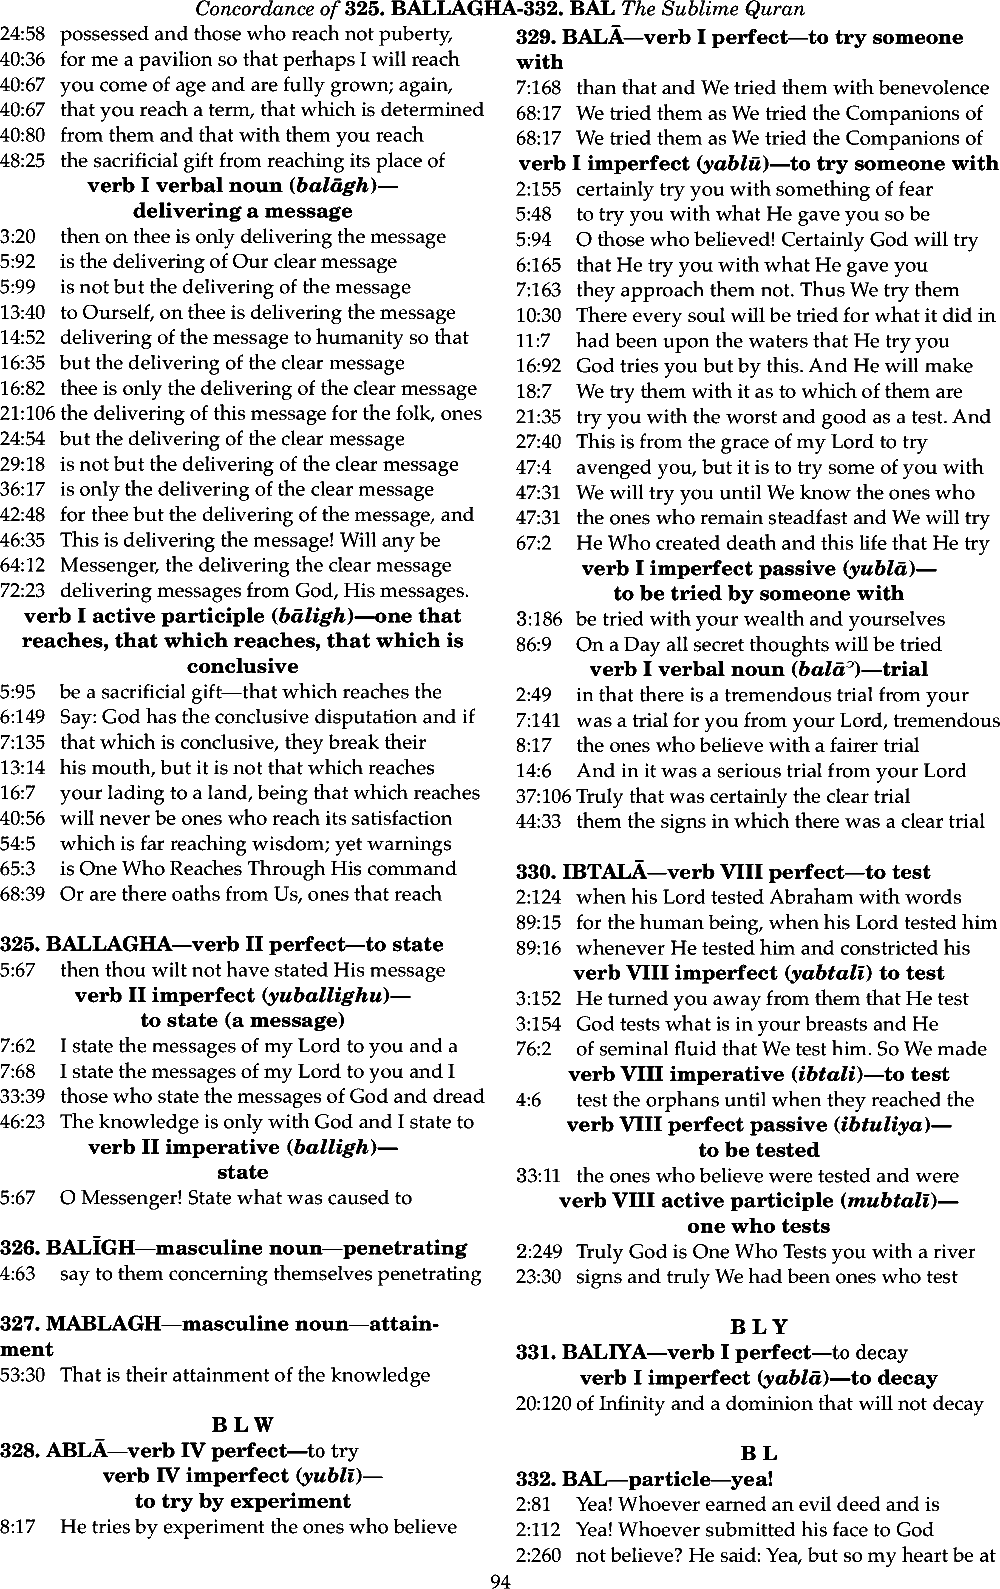 Concordance of 325. BALLAGHA-332. BAL The Sublime Quran
24:58 possessed and those who reach not puberty,
40:36 for me a pavilion so that perhaps I will reach
40:67 you come of age and are fully grown; again,
40:67 that you reach a term, that which is determined
40:80 from them and that with them you reach
48:25 the sacrificial gift from reaching its place of
verb I verbal noun (balāgh)—
delivering a message
3:20 then on thee is only delivering the message
5:92 is the delivering of Our clear message
5:99 is not but the delivering of the message
13:40 to Ourself, on thee is delivering the message
14:52 delivering of the message to humanity so that
16:35 but the delivering of the clear message
16:82 thee is only the delivering of the clear message
21:106 the delivering of this message for the folk, ones
24:54 but the delivering of the clear message
29:18 is not but the delivering of the clear message
36:17 is only the delivering of the clear message
42:48 for thee but the delivering of the message, and
46:35 This is delivering the message! Will any be
64:12 Messenger, the delivering the clear message
72:23 delivering messages from God, His messages.
verb I active participle (bāligh)—one that
reaches, that which reaches, that which is
conclusive
5:95 be a sacrificial gift—that which reaches the
6:149 Say: God has the conclusive disputation and if
7:135 that which is conclusive, they break their
13:14 his mouth, but it is not that which reaches
16:7 your lading to a land, being that which reaches
40:56 will never be ones who reach its satisfaction
54:5 which is far reaching wisdom; yet warnings
65:3 is One Who Reaches Through His command
68:39 Or are there oaths from Us, ones that reach
325. BALLAGHA—verb II perfect—to state
5:67 then thou wilt not have stated His message
verb II imperfect (yuballighu)—
to state (a message)
7:62 I state the messages of my Lord to you and a
7:68 I state the messages of my Lord to you and I
33:39 those who state the messages of God and dread
46:23 The knowledge is only with God and I state to
verb II imperative (balligh)—
state
5:67 O Messenger! State what was caused to
326. BALĪGH—masculine noun—penetrating
4:63 say to them concerning themselves penetrating
327. MABLAGH—masculine noun—attain-
ment
53:30 That is their attainment of the knowledge
B L W
328. ABLĀ—verb IV perfect—to try
verb IV imperfect (yublī)—
to try by experiment
8:17 He tries by experiment the ones who believe
329. BALĀ—verb I perfect—to try someone
with
7:168 than that and We tried them with benevolence
68:17 We tried them as We tried the Companions of
68:17 We tried them as We tried the Companions of
verb I imperfect (yablū)—to try someone with
2:155 certainly try you with something of fear
5:48 to try you with what He gave you so be
5:94 O those who believed! Certainly God will try
6:165 that He try you with what He gave you
7:163 they approach them not. Thus We try them
10:30 There every soul will be tried for what it did in
11:7 had been upon the waters that He try you
16:92 God tries you but by this. And He will make
18:7 We try them with it as to which of them are
21:35 try you with the worst and good as a test. And
27:40 This is from the grace of my Lord to try
47:4 avenged you, but it is to try some of you with
47:31 We will try you until We know the ones who
47:31 the ones who remain steadfast and We will try
67:2 He Who created death and this life that He try
verb I imperfect passive (yublā)—
to be tried by someone with
3:186 be tried with your wealth and yourselves
86:9 On a Day all secret thoughts will be tried
verb I verbal noun (balāᵓ)—trial
2:49 in that there is a tremendous trial from your
7:141 was a trial for you from your Lord, tremendous
8:17 the ones who believe with a fairer trial
14:6 And in it was a serious trial from your Lord
37:106 Truly that was certainly the clear trial
44:33 them the signs in which there was a clear trial
330. IBTALĀ—verb VIII perfect—to test
2:124 when his Lord tested Abraham with words
89:15 for the human being, when his Lord tested him
89:16 whenever He tested him and constricted his
verb VIII imperfect (yabtalī) to test
3:152 He turned you away from them that He test
3:154 God tests what is in your breasts and He
76:2 of seminal fluid that We test him. So We made
verb VIII imperative (ibtali)—to test
4:6 test the orphans until when they reached the
verb VIII perfect passive (ibtuliya)—
to be tested
33:11 the ones who believe were tested and were
verb VIII active participle (mubtalī)—
one who tests
2:249 Truly God is One Who Tests you with a river
23:30 signs and truly We had been ones who test
B L Y
331. BALIYA—verb I perfect—to decay
verb I imperfect (yablā)—to decay
20:120 of Infinity and a dominion that will not decay
B L
332. BAL—particle—yea!
2:81 Yea! Whoever earned an evil deed and is
2:112 Yea! Whoever submitted his face to God
2:260 not believe? He said: Yea, but so my heart be at
94